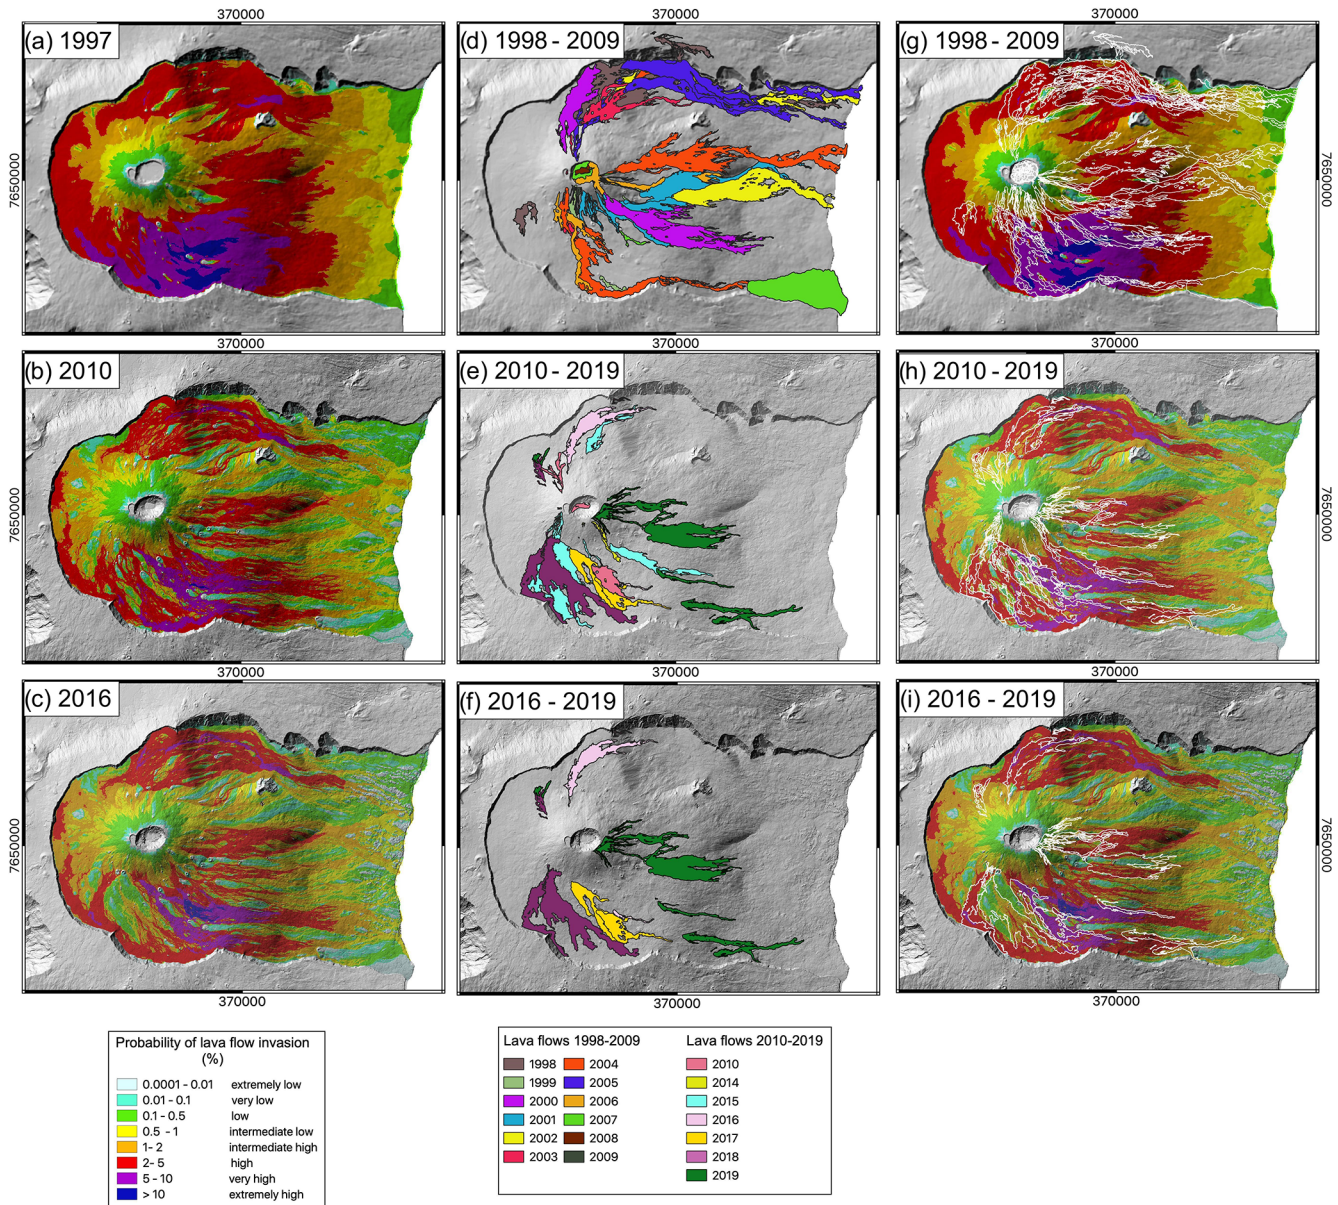 370000
370000
370000
(a) 1997
(d) 1998 - 2009
(g) 1998 - 2009
7650000
7650000
370000
370000
370000
(b) 2010
(e) 2010 - 2019
(h) 2010 - 2019
7650000
7650000
370000
370000
370000
(c) 2016
(f) 2016 - 2019
(i) 2016 - 2019
7650000
7650000
370000
370000
370000
Probability of lava flow invasion
(%)
0.0001 - 0.01 extremely low
0.01 - 0.1 very low
0.1 - 0.5 low
0.5 - 1 intermediate low
1- 2 intermediate high
2- 5 high
5 - 10 very high
> 10 extremely high
Lava flows 1998-2009
1998
1999
2000
2001
2002
2003
2004
2005
2006
2007
2008
2009
Lava flows 2010-2019
2010
2014
2015
2016
2017
2018
2019